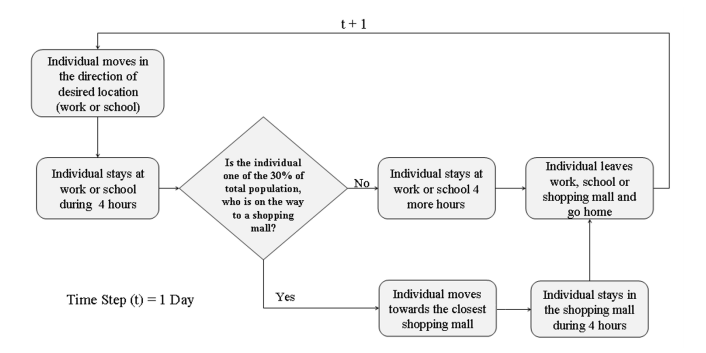 t + 1
Individual moves in
the direction of
desired location
(work or school)
Individual stays at
work or school
during 4 hours
Is the individual
one of the 30% of
total population,
who is on the way
to a shopping
mall?
No
Individual stays at
work or school 4
more hours
Individual leaves
work, school or
shopping mall and
go home
Time Step (t) = 1 Day
Yes
Individual moves
towards the closest
shopping mall
Individual stays in
the shopping mall
during 4 hours